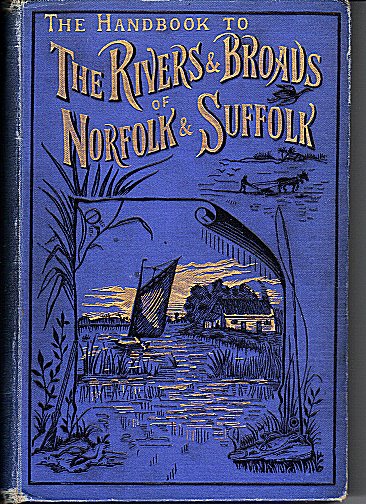 THE HANDBOOK TO
THE RIVERS & BROADS
OF
NORFOLK & SUFFOLK